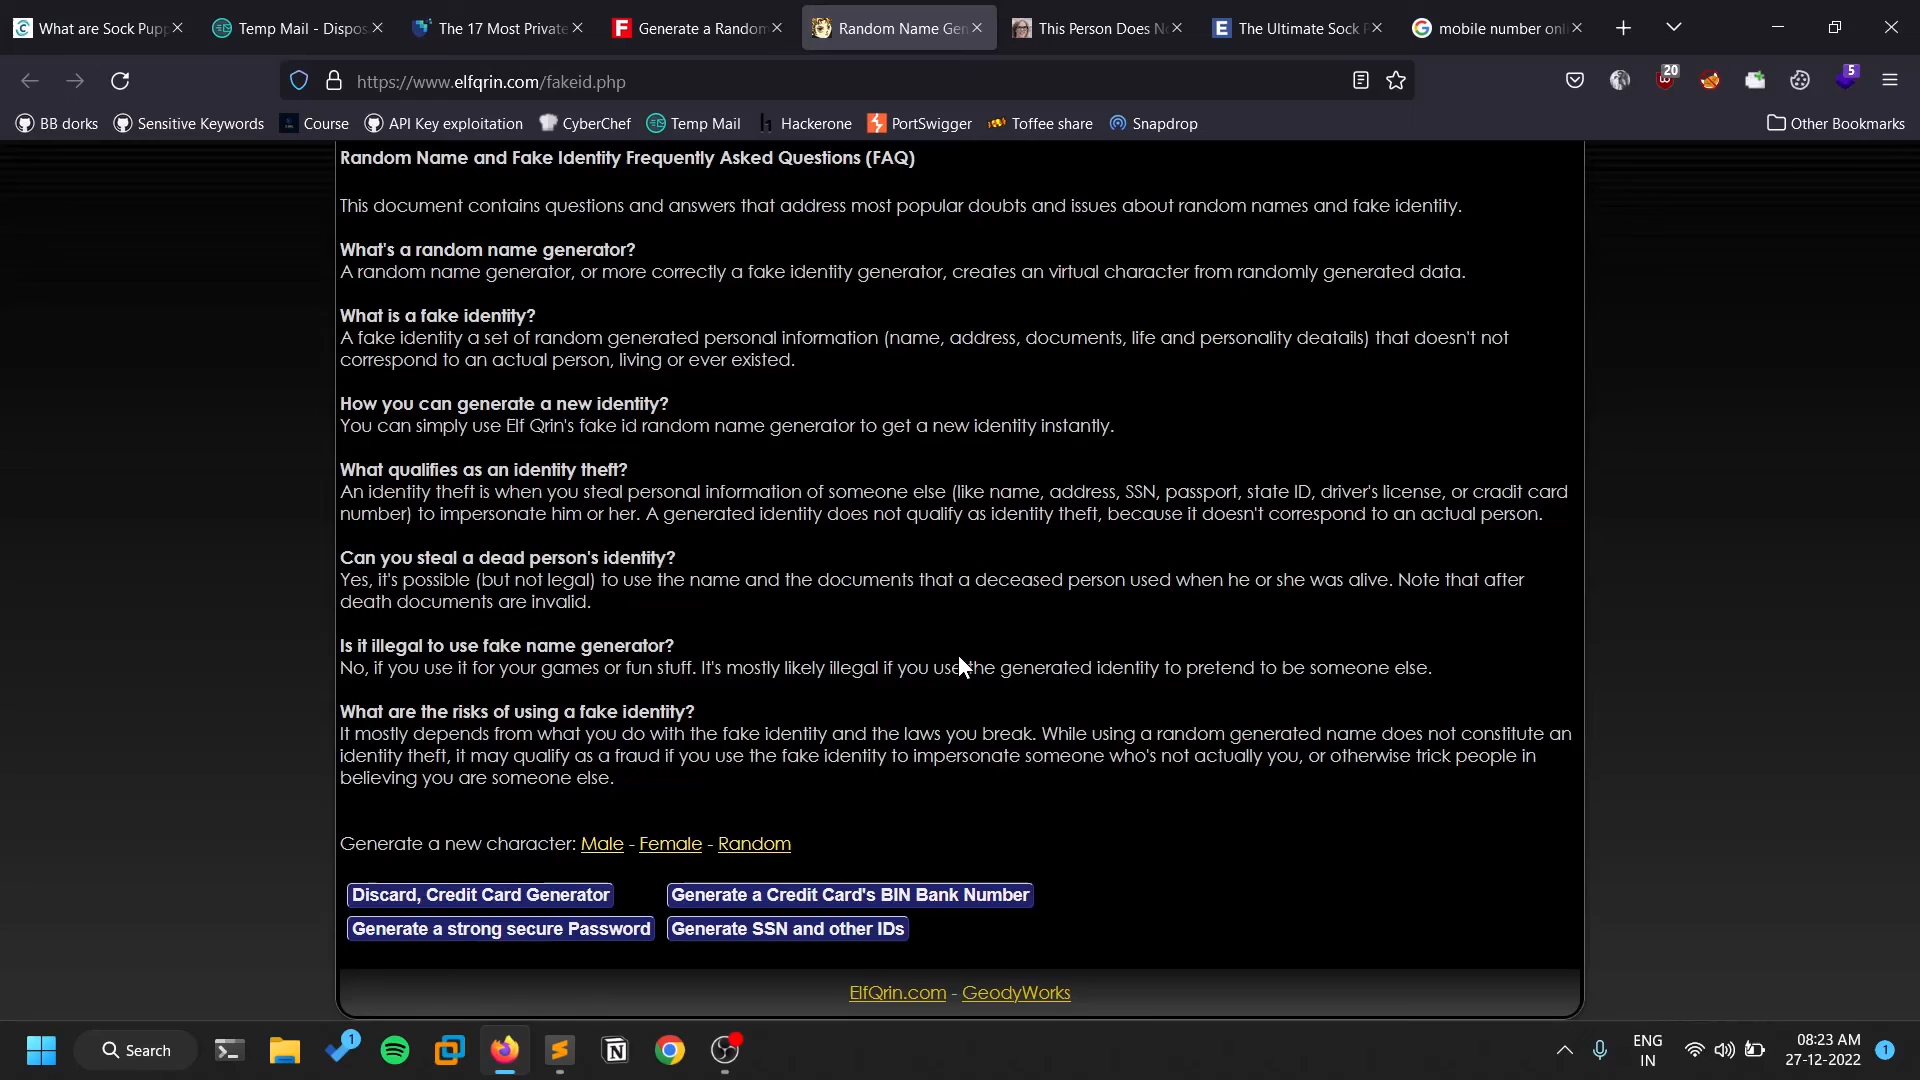 What are Sock Pupp
Temp Mail - Dispos
The 17 Most Private
Generate a Random
Random Name Gen
This Person Does No
The Ultimate Sock P
mobile number onl
https://www.elfqrin.com/fakeid.php
20
5
BB dorks
Sensitive Keywords
Course
API Key exploitation
CyberChef
Temp Mail
Hackerone
PortSwigger
Toffee share
Snapdrop
Other Bookmarks
Random Name and Fake Identity Frequently Asked Questions (FAQ)
This document contains questions and answers that address most popular doubts and issues about random names and fake identity.
What's a random name generator?
A random name generator, or more correctly a fake identity generator, creates an virtual character from randomly generated data.
What is a fake identity?
A fake identity a set of random generated personal information (name, address, documents, life and personality deatails) that doesn't not
correspond to an actual person, living or ever existed.
How you can generate a new identity?
You can simply use Elf Qrin's fake id random name generator to get a new identity instantly.
What qualifies as an identity theft?
An identity theft is when you steal personal information of someone else (like name, address, SSN, passport, state ID, driver's license, or cradit card
number) to impersonate him or her. A generated identity does not qualify as identity theft, because it doesn't correspond to an actual person.
Can you steal a dead person's identity?
Yes, it's possible (but not legal) to use the name and the documents that a deceased person used when he or she was alive. Note that after
death documents are invalid.
Is it illegal to use fake name generator?
No, if you use it for your games or fun stuff. It's mostly likely illegal if you use the generated identity to pretend to be someone else.
What are the risks of using a fake identity?
It mostly depends from what you do with the fake identity and the laws you break. While using a random generated name does not constitute an
identity theft, it may qualify as a fraud if you use the fake identity to impersonate someone who's not actually you, or otherwise trick people in
believing you are someone else.
Generate a new character: Male - Female - Random
Discard, Credit Card Generator
Generate a Credit Card's BIN Bank Number
Generate a strong secure Password
Generate SSN and other IDs
ElfQrin.com - GeodyWorks
Search
1
ENG
IN
08:23 AM
27-12-2022
1